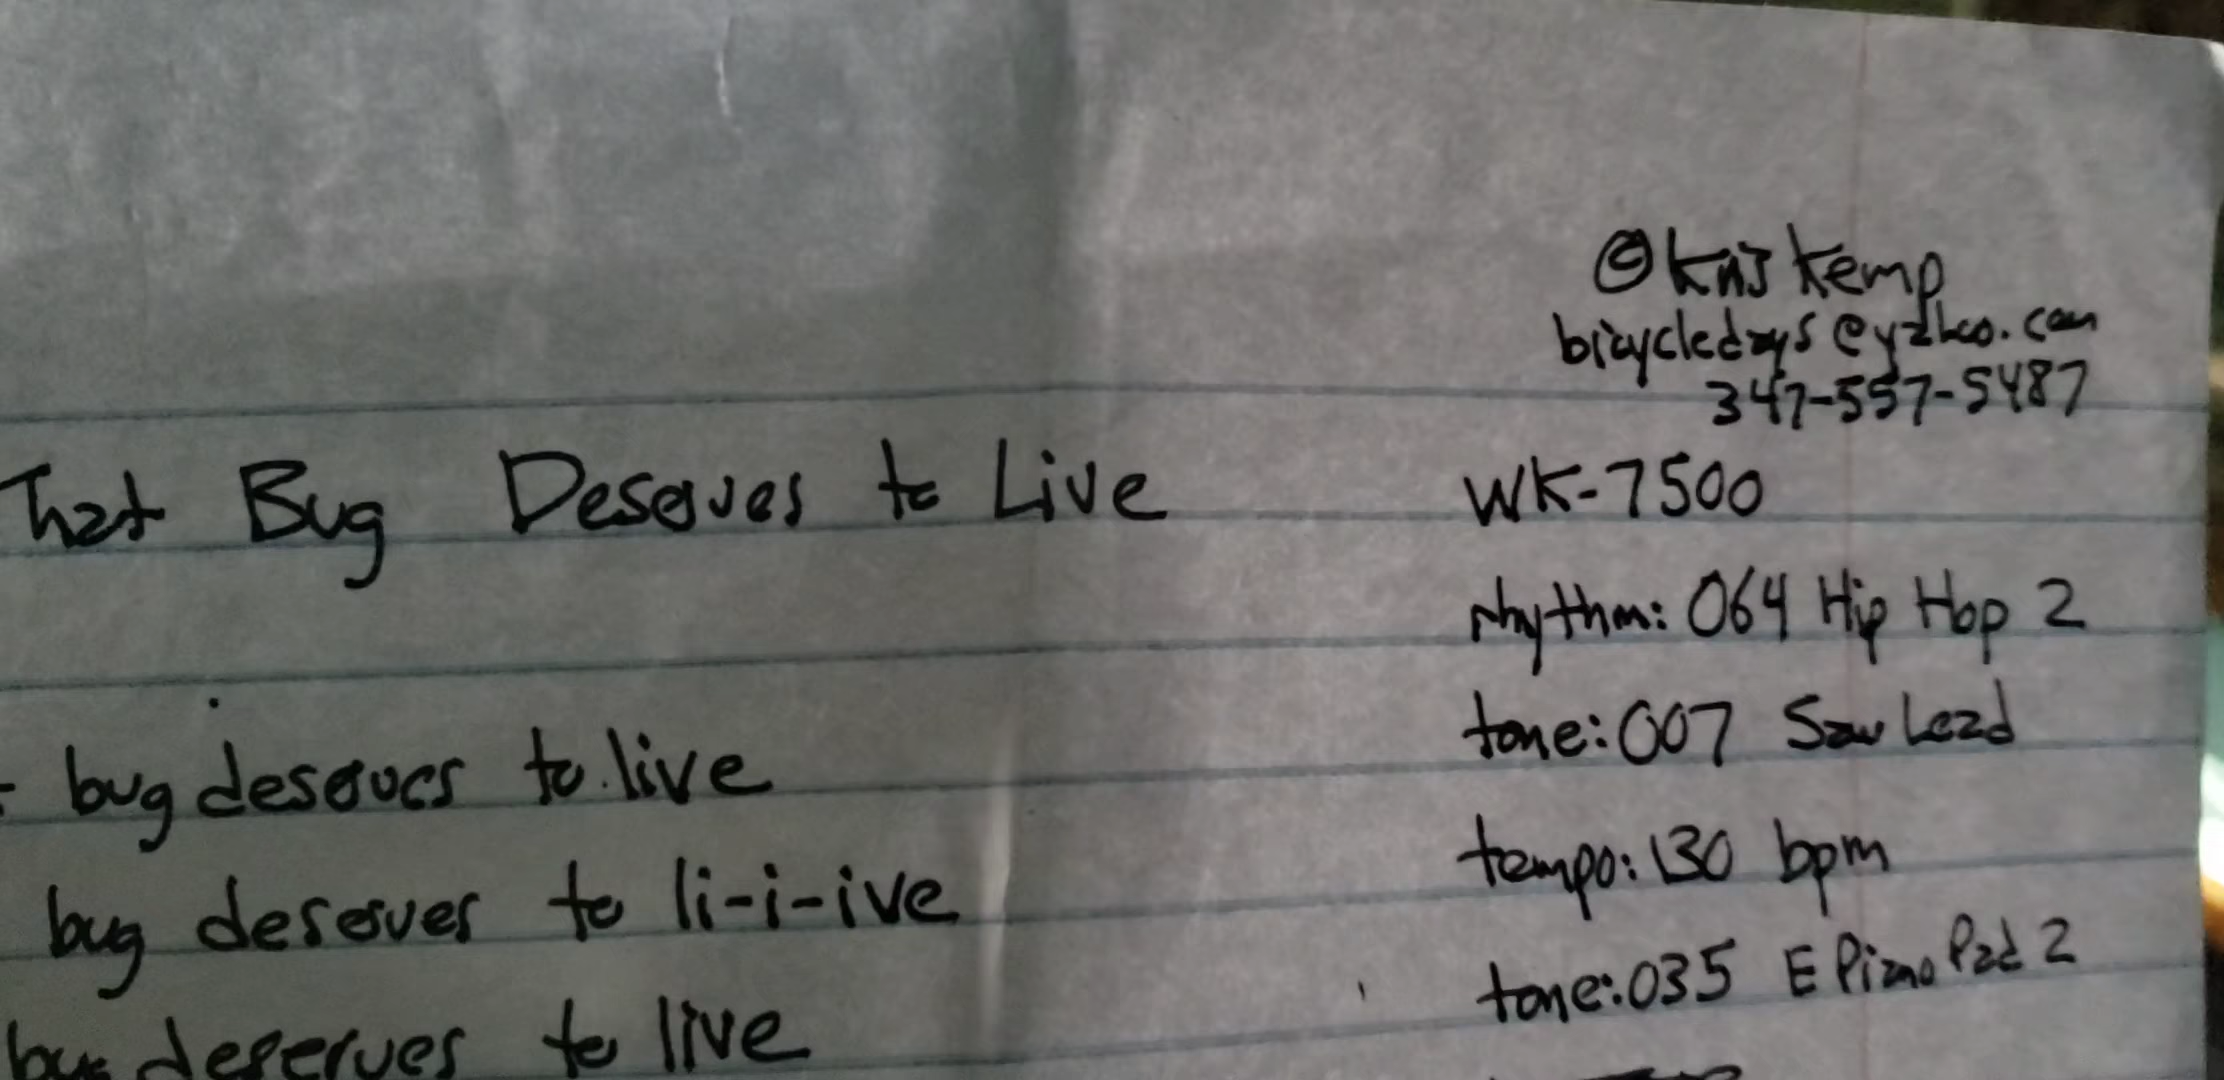 © KNJ Kemp
bicycledays@yahoo.com
347-557-5487
That Bug Deserves to Live
WK-7500
rhythm: 064 Hip Hop 2
bug deserves to live
tone: 007 Saw Lead
bug deserves to li-i-ive
tempo: 130 bpm
bug deserves to live
tone: 035 E Piano Pad 2